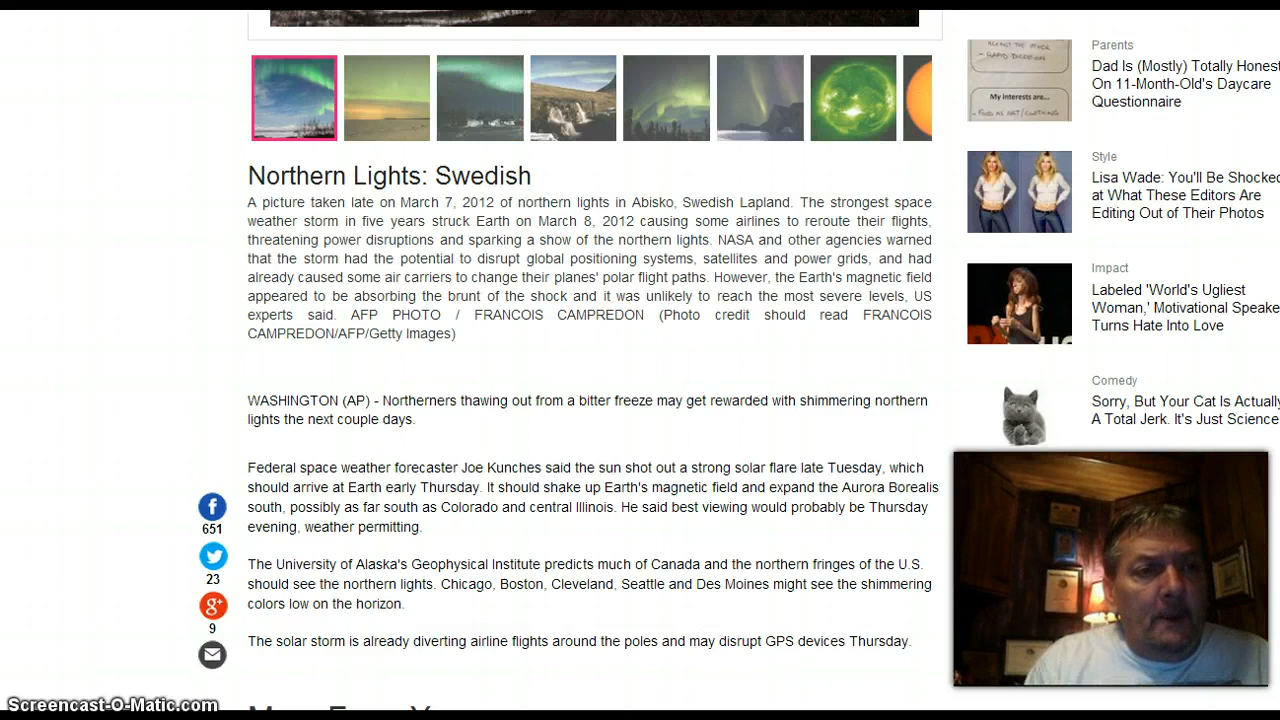 Northern Lights: Swedish
A picture taken late on March 7, 2012 of northern lights in Abisko, Swedish Lapland. The strongest space
weather storm in five years struck Earth on March 8, 2012 causing some airlines to reroute their flights,
threatening power disruptions and sparking a show of the northern lights. NASA and other agencies warned
that the storm had the potential to disrupt global positioning systems, satellites and power grids, and had
already caused some air carriers to change their planes' polar flight paths. However, the Earth's magnetic field
appeared to be absorbing the brunt of the shock and it was unlikely to reach the most severe levels, US
experts said. AFP PHOTO / FRANCOIS CAMPREDON (Photo credit should read FRANCOIS
CAMPREDON/AFP/Getty Images)
WASHINGTON (AP) - Northerners thawing out from a bitter freeze may get rewarded with shimmering northern
lights the next couple days.
Federal space weather forecaster Joe Kunches said the sun shot out a strong solar flare late Tuesday, which
should arrive at Earth early Thursday. It should shake up Earth's magnetic field and expand the Aurora Borealis
south, possibly as far south as Colorado and central Illinois. He said best viewing would probably be Thursday
evening, weather permitting.
The University of Alaska's Geophysical Institute predicts much of Canada and the northern fringes of the U.S.
should see the northern lights. Chicago, Boston, Cleveland, Seattle and Des Moines might see the shimmering
colors low on the horizon.
The solar storm is already diverting airline flights around the poles and may disrupt GPS devices Thursday.
651
23
g+
9
AGAINST THE OTHER
- RAPID DIGESTION
My interests are...
Parents
Dad Is (Mostly) Totally Honest
On 11-Month-Old's Daycare
Questionnaire
Style
Lisa Wade: You'll Be Shocked
at What These Editors Are
Editing Out of Their Photos
Impact
Labeled 'World's Ugliest
Woman,' Motivational Speake
Turns Hate Into Love
Comedy
Sorry, But Your Cat Is Actually
A Total Jerk. It's Just Science
Screencast-O-Matic.com